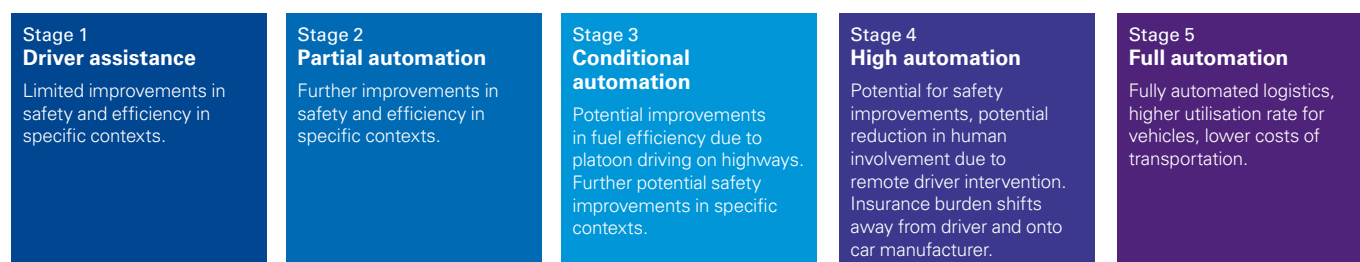 Stage 1
Driver assistance
Limited improvements in
safety and efficiency in
specific contexts.
Stage 2
Partial automation
Further improvements in
safety and efficiency in
specific contexts.
Stage 3
Conditional
automation
Potential improvements
in fuel efficiency due to
platoon driving on highways.
Further potential safety
improvements in specific
contexts.
Stage 4
High automation
Potential for safety
improvements, potential
reduction in human
involvement due to
remote driver intervention.
Insurance burden shifts
away from driver and onto
car manufacturer.
Stage 5
Full automation
Fully automated logistics,
higher utilisation rate for
vehicles, lower costs of
transportation.